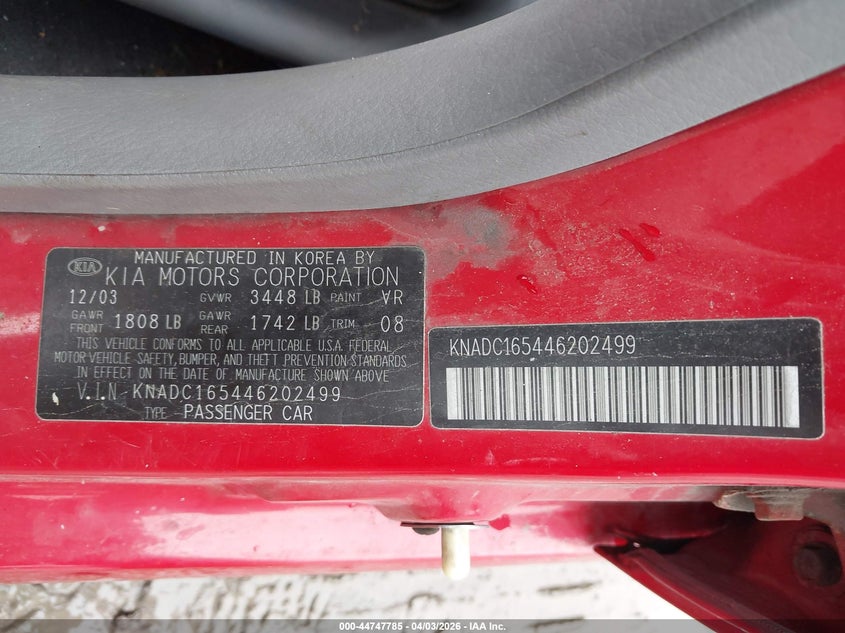 KIA
MANUFACTURED IN KOREA BY
KIA MOTORS CORPORATION
12/03 GVWR 3448 LB PAINT VR
GAWR FRONT 1808 LB GAWR REAR 1742 LB TRIM 08
THIS VEHICLE CONFORMS TO ALL APPLICABLE U.S.A. FEDERAL
MOTOR VEHICLE SAFETY, BUMPER, AND THEFT PREVENTION STANDARDS
IN EFFECT ON THE DATE OF MANUFACTURE SHOWN ABOVE
V.I.N KNADC165446202499
TYPE PASSENGER CAR
KNADC165446202499
000-44747785 04/03/2026 IAA Inc.